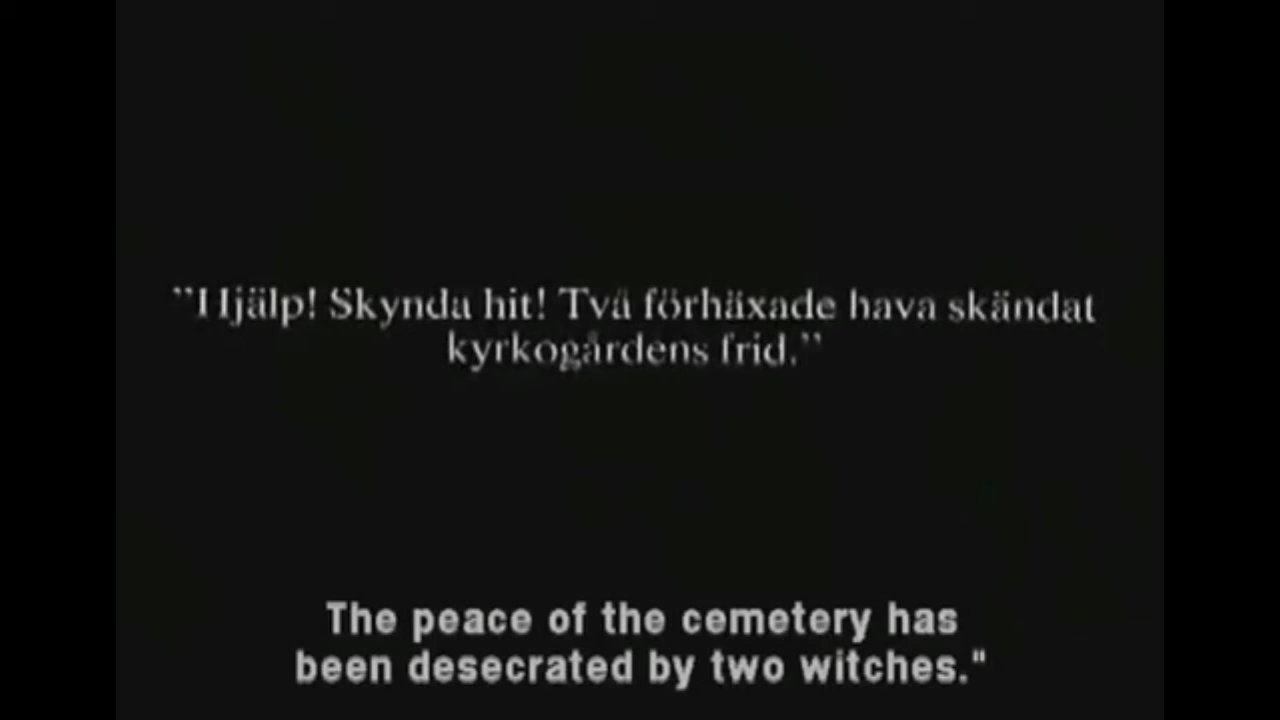 ”Hjälp! Skynda hit! Två förhäxade hava skändat
kyrkogårdens frid.”
The peace of the cemetery has
been desecrated by two witches."